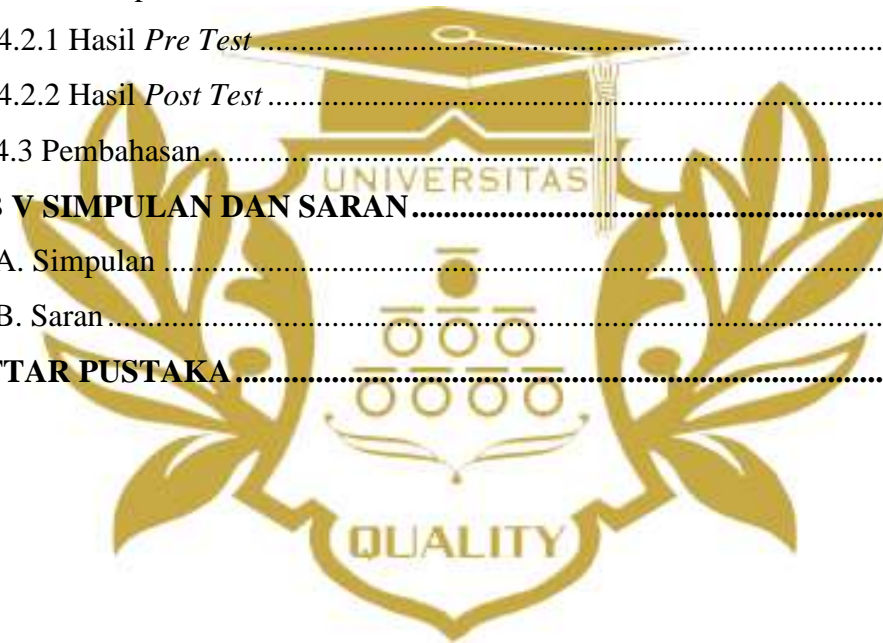 4.2.1 Hasil Pre Test ........................................................................................
4.2.2 Hasil Post Test .......................................................................................
4.3 Pembahasan ...............................................................................................
UNIVERSITAS
V SIMPULAN DAN SARAN ...........................................................................
A. Simpulan ....................................................................................................
B. Saran ...........................................................................................................
TAR PUSTAKA ..............................................................................................
QUALITY